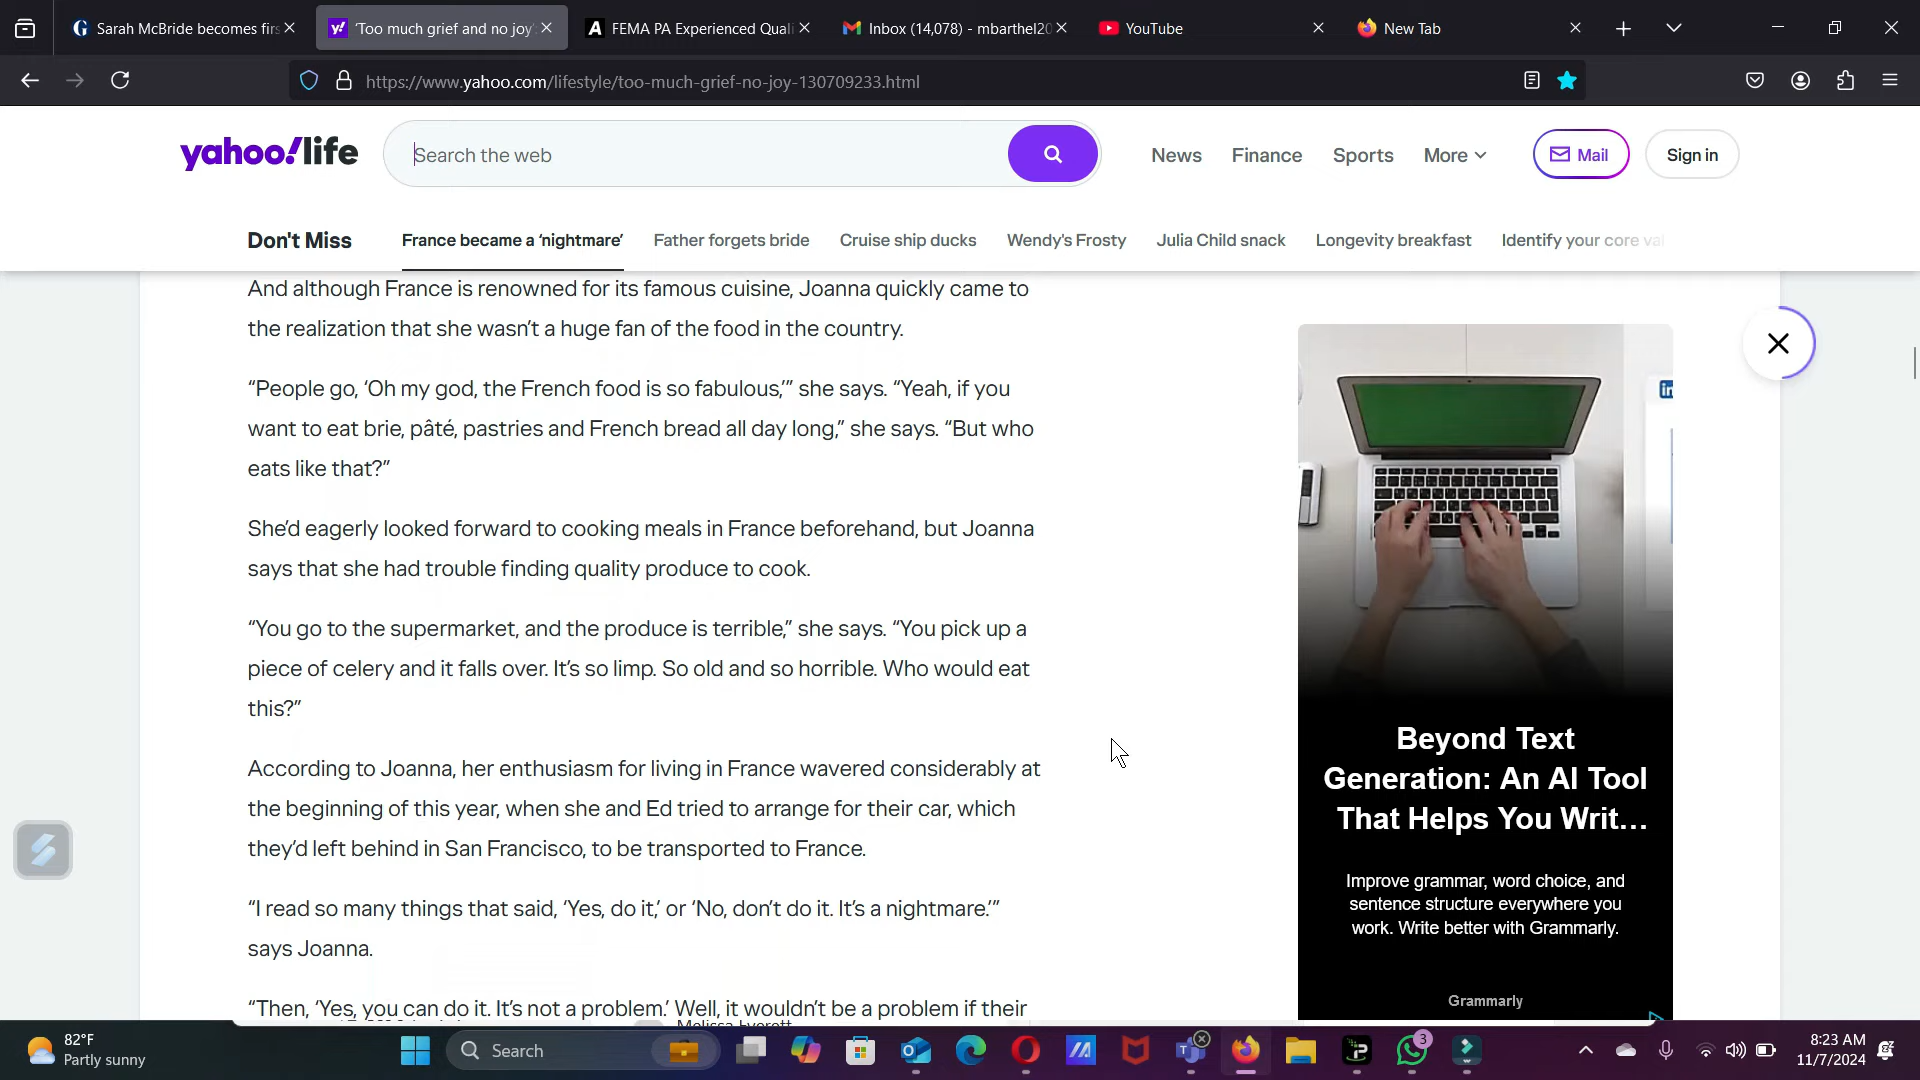 Sarah McBride becomes firs
'Too much grief and no joy'
FEMA PA Experienced Quali
Inbox (14,078) - mbarthel20
YouTube
New Tab
https://www.yahoo.com/lifestyle/too-much-grief-no-joy-130709233.html
yahoo!life
Search the web
News
Finance
Sports
More
Mail
Sign in
Don't Miss
France became a ‘nightmare’
Father forgets bride
Cruise ship ducks
Wendy's Frosty
Julia Child snack
Longevity breakfast
Identify your core val
And although France is renowned for its famous cuisine, Joanna quickly came to
the realization that she wasn’t a huge fan of the food in the country.
“People go, ‘Oh my god, the French food is so fabulous,’” she says. “Yeah, if you
want to eat brie, pâté, pastries and French bread all day long,” she says. “But who
eats like that?”
She’d eagerly looked forward to cooking meals in France beforehand, but Joanna
says that she had trouble finding quality produce to cook.
“You go to the supermarket, and the produce is terrible,” she says. “You pick up a
piece of celery and it falls over. It’s so limp. So old and so horrible. Who would eat
this?”
According to Joanna, her enthusiasm for living in France wavered considerably at
the beginning of this year, when she and Ed tried to arrange for their car, which
they’d left behind in San Francisco, to be transported to France.
“I read so many things that said, ‘Yes, do it,’ or ‘No, don’t do it. It’s a nightmare.’”
says Joanna.
“Then, ‘Yes, you can do it. It’s not a problem.’ Well, it wouldn’t be a problem if their
Melissa Everett
in
Beyond Text
Generation: An AI Tool
That Helps You Writ...
Improve grammar, word choice, and
sentence structure everywhere you
work. Write better with Grammarly.
Grammarly
82°F
Partly sunny
Search
3
8:23 AM
11/7/2024